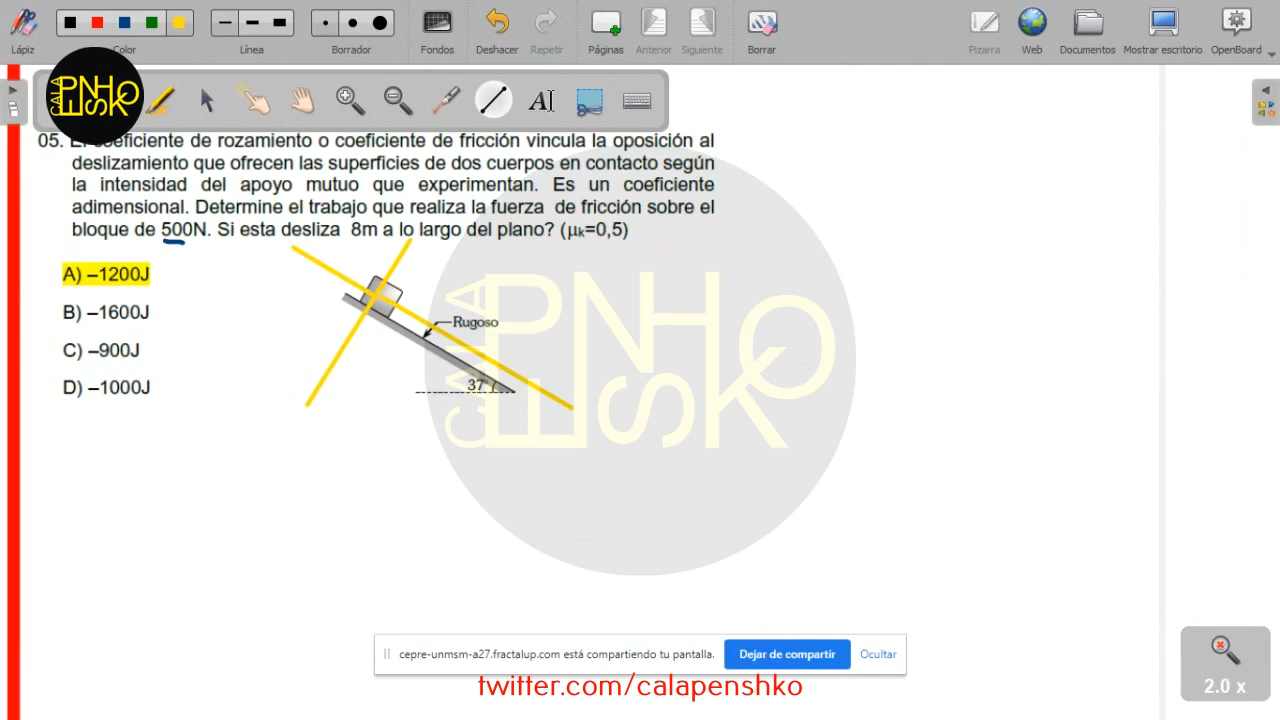 Lápiz
Color
Línea
Borrador
Fondos
Deshacer
Repetir
Páginas
Anterior
Siguiente
Borrar
Pizarra
Web
Documentos
Mostrar escritorio
OpenBoard
CALA PENHSKO
05. El coeficiente de rozamiento o coeficiente de fricción vincula la oposición al
deslizamiento que ofrecen las superficies de dos cuerpos en contacto según
la intensidad del apoyo mutuo que experimentan. Es un coeficiente
adimensional. Determine el trabajo que realiza la fuerza de fricción sobre el
bloque de 500N. Si esta desliza 8m a lo largo del plano? (μk=0,5)
A) –1200J
B) –1600J
C) –900J
D) –1000J
Rugoso
37°
CALA PENHSKO
cepre-unmsm-a27.fractalup.com está compartiendo tu pantalla.
Dejar de compartir
Ocultar
twitter.com/calapenshko
2.0 x